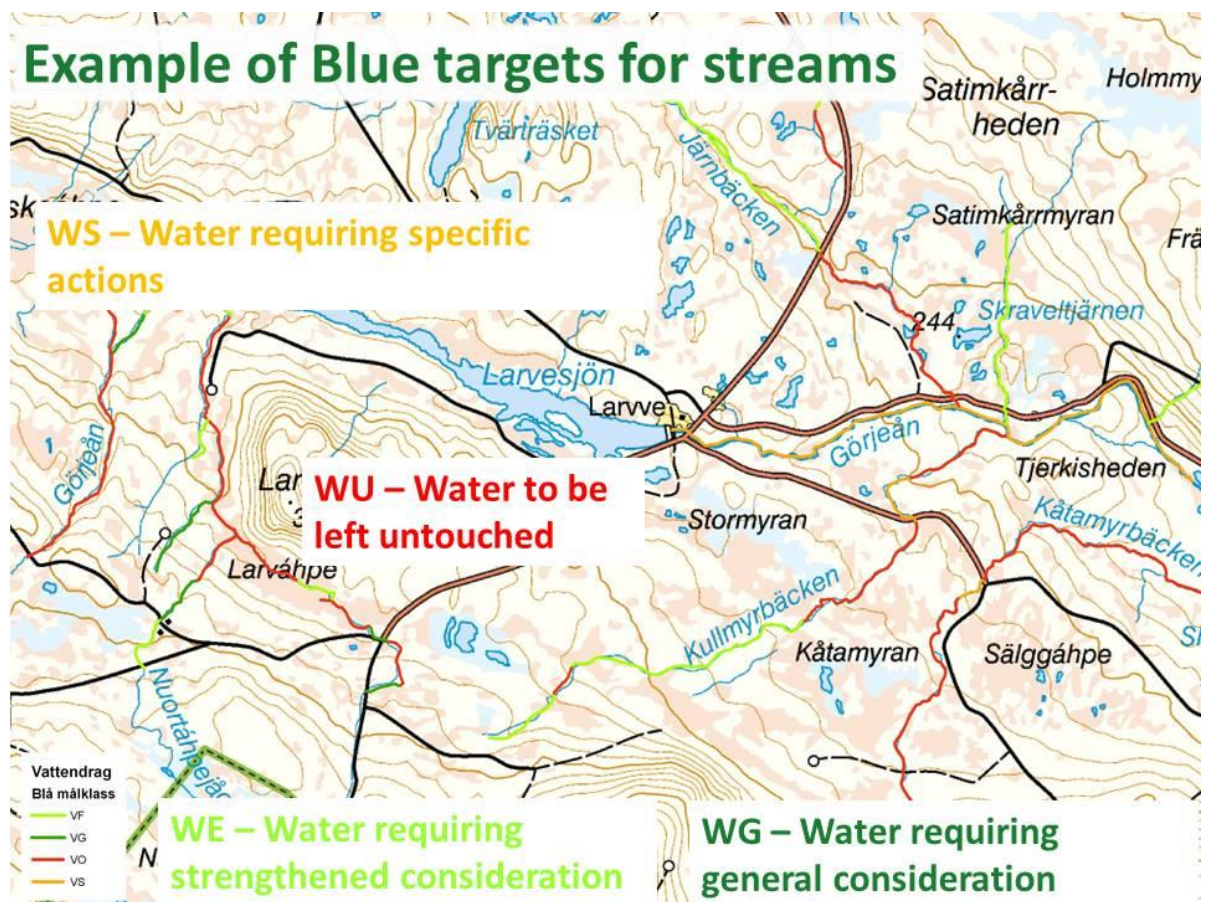 Example of Blue targets for streams
Satimkårr-
heden
Holmmy
Tvärträsket
Järnbäcken
Satimkårrmyran
Frä
WS – Water requiring specific
actions
Skraveltjärnen
244
Larvesjön
Larvve
Görjeån
Görjeån
Tjerkisheden
WU – Water to be
left untouched
Stormyran
Kåtamyrbäcken
Larváhpe
Kullmyrbäcken
Kåtamyran
Sälggáhpe
Nuortáhpejåg
Vattendrag
Blå målklass
VF
VG
VO
VS
WE – Water requiring
strengthened consideration
WG – Water requiring
general consideration